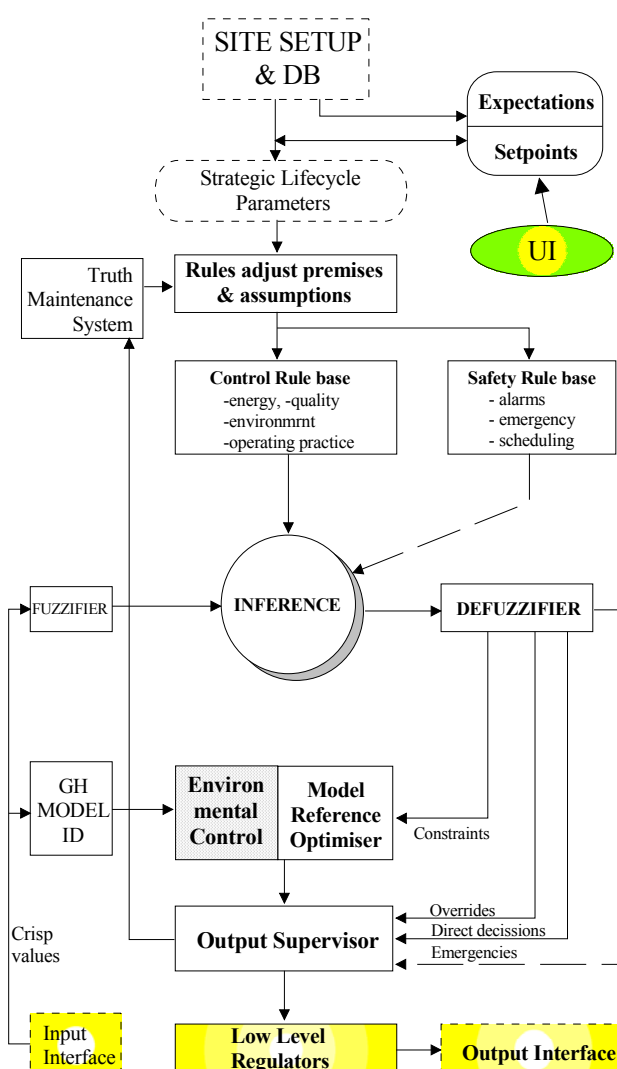 SITE SETUP
& DB
Expectations
Setpoints
Strategic Lifecycle
Parameters
UI
Truth
Maintenance
System
Rules adjust premises
& assumptions
Control Rule base
-energy, -quality
-environmrnt
-operating practice
Safety Rule base
- alarms
- emergency
- scheduling
FUZZIFIER
INFERENCE
DEFUZZIFIER
GH
MODEL
ID
Environ
mental
Control
Model
Reference
Optimiser
Constraints
Crisp
values
Output Supervisor
Overrides
Direct decissions
Emergencies
Input
Interface
Low Level
Regulators
Output Interface